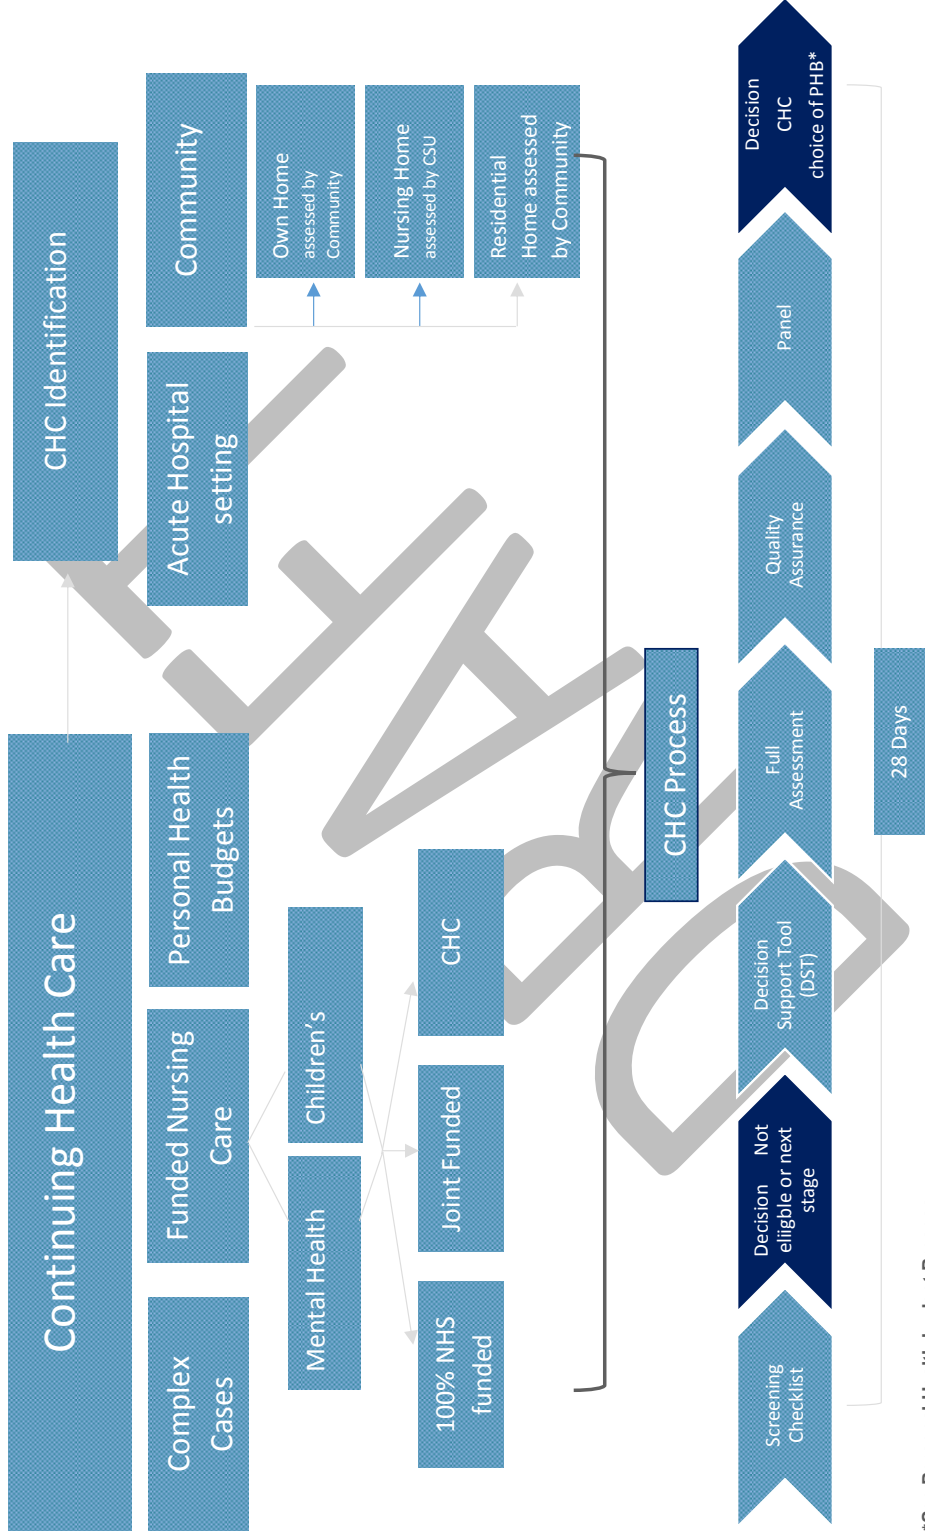 Continuing Health Care
CHC Identification
Complex
Cases
Funded Nursing
Care
Personal Health
Budgets
Acute Hospital
setting
Community
Mental Health
Children's
Own Home
assessed by
Community
Nursing Home
assessed by CSU
Residential
Home assessed
by Community
100% NHS
funded
Joint Funded
CHC
DRAFT
CHC Process
Screening
Checklist
Decision Not
eliigble or next
stage
Decision
Support Tool
(DST)
Full
Assessment
Quality
Assurance
Panel
Decision
CHC
choice of PHB*
28 Days